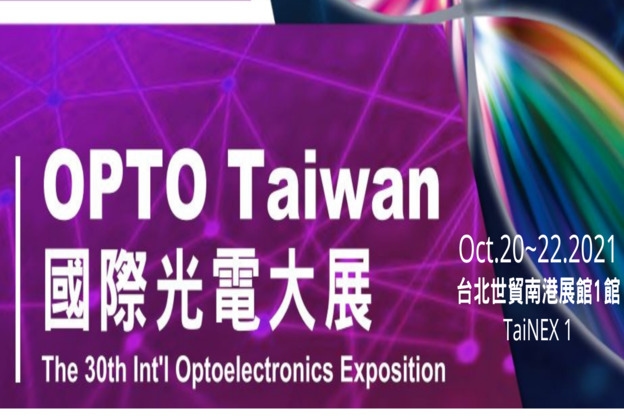 OPTO Taiwan
國際光電大展
The 30th Int'l Optoelectronics Exposition
Oct.20~22.2021
台北世貿南港展館1館
TaiNEX 1